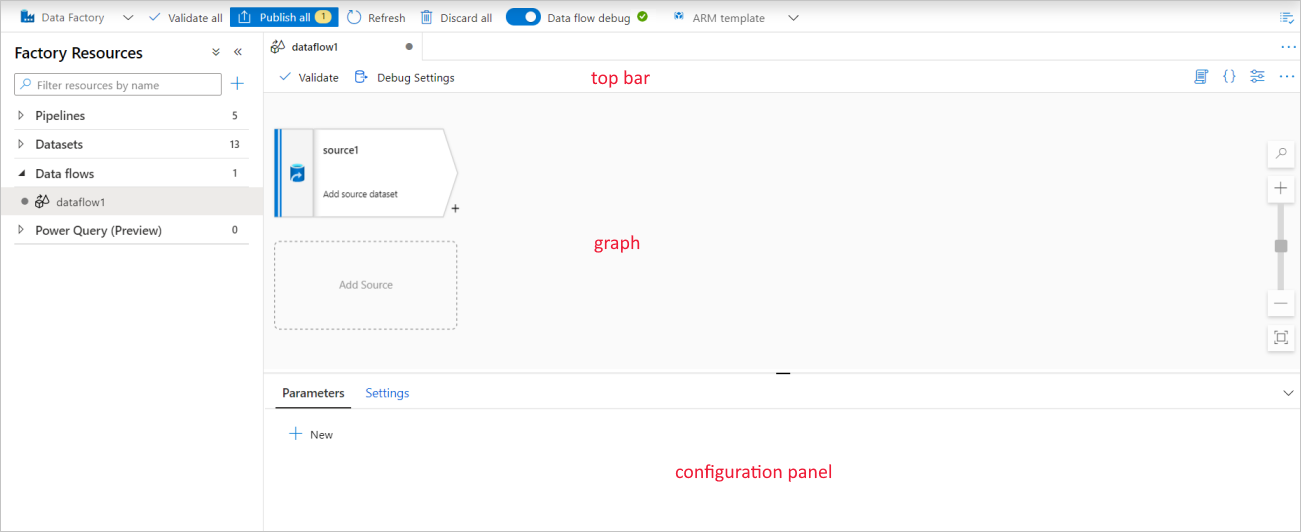 Data Factory Validate all Publish all 1 Refresh Discard all Data flow debug ARM template
Factory Resources
Filter resources by name
Pipelines 5
Datasets 13
Data flows 1
dataflow1
Power Query (Preview) 0
dataflow1
Validate Debug Settings top bar {}
source1
Add source dataset
graph
Add Source
Parameters Settings
New
configuration panel